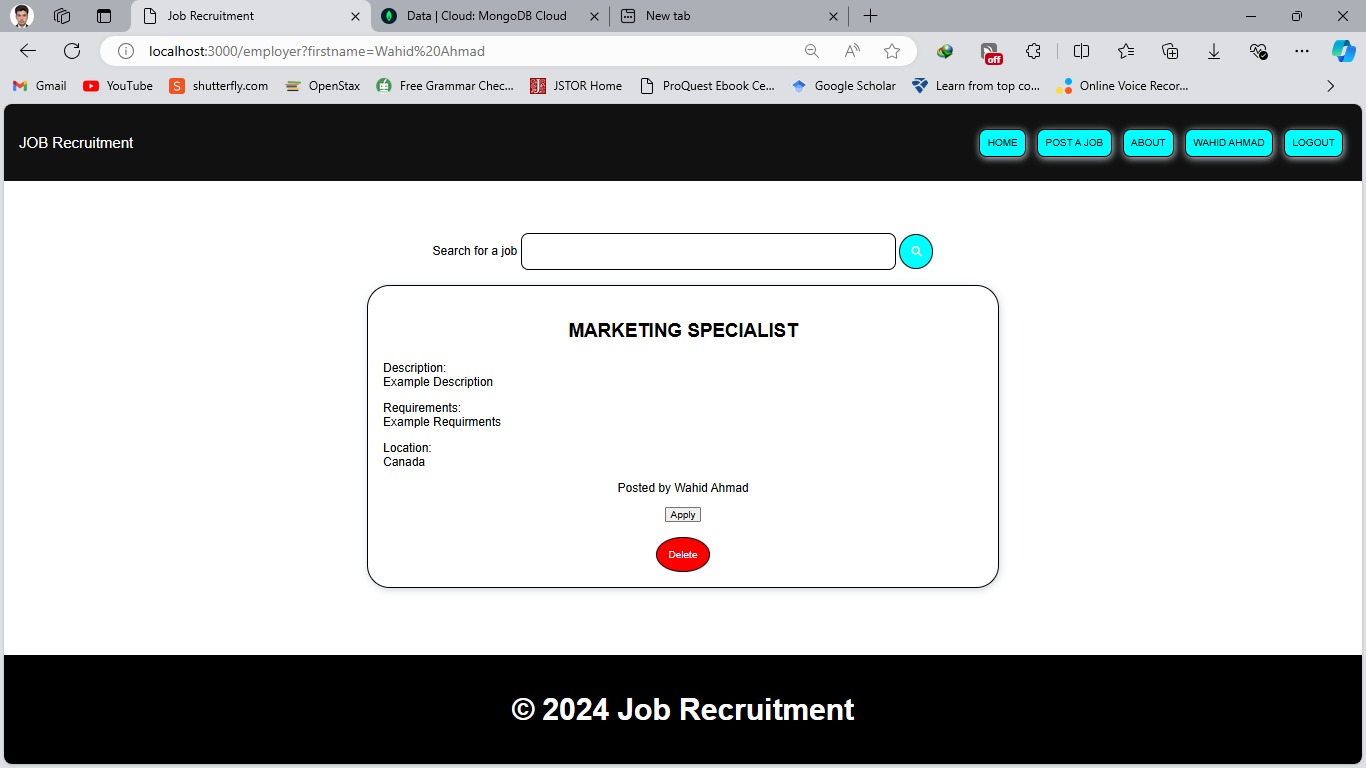 Job Recruitment
Data | Cloud: MongoDB Cloud
New tab
localhost:3000/employer?firstname=Wahid%20Ahmad
off
Gmail
YouTube
shutterfly.com
OpenStax
Free Grammar Chec...
JSTOR Home
ProQuest Ebook Ce...
Google Scholar
Learn from top co...
Online Voice Recor...
JOB Recruitment
HOME
POST A JOB
ABOUT
WAHID AHMAD
LOGOUT
Search for a job
MARKETING SPECIALIST
Description:
Example Description
Requirements:
Example Requirments
Location:
Canada
Posted by Wahid Ahmad
Apply
Delete
© 2024 Job Recruitment